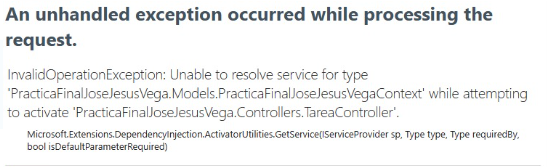 An unhandled exception occurred while processing the
request.
InvalidOperationException: Unable to resolve service for type
'PracticaFinalJoseJesusVega.Models.PracticaFinalJoseJesusVegaContext' while attempting
to activate 'PracticaFinalJoseJesusVega.Controllers.TareaController'.
Microsoft.Extensions.DependencyInjection.ActivatorUtilities.GetService(IServiceProvider sp, Type type, Type requiredBy,
bool isDefaultParameterRequired)